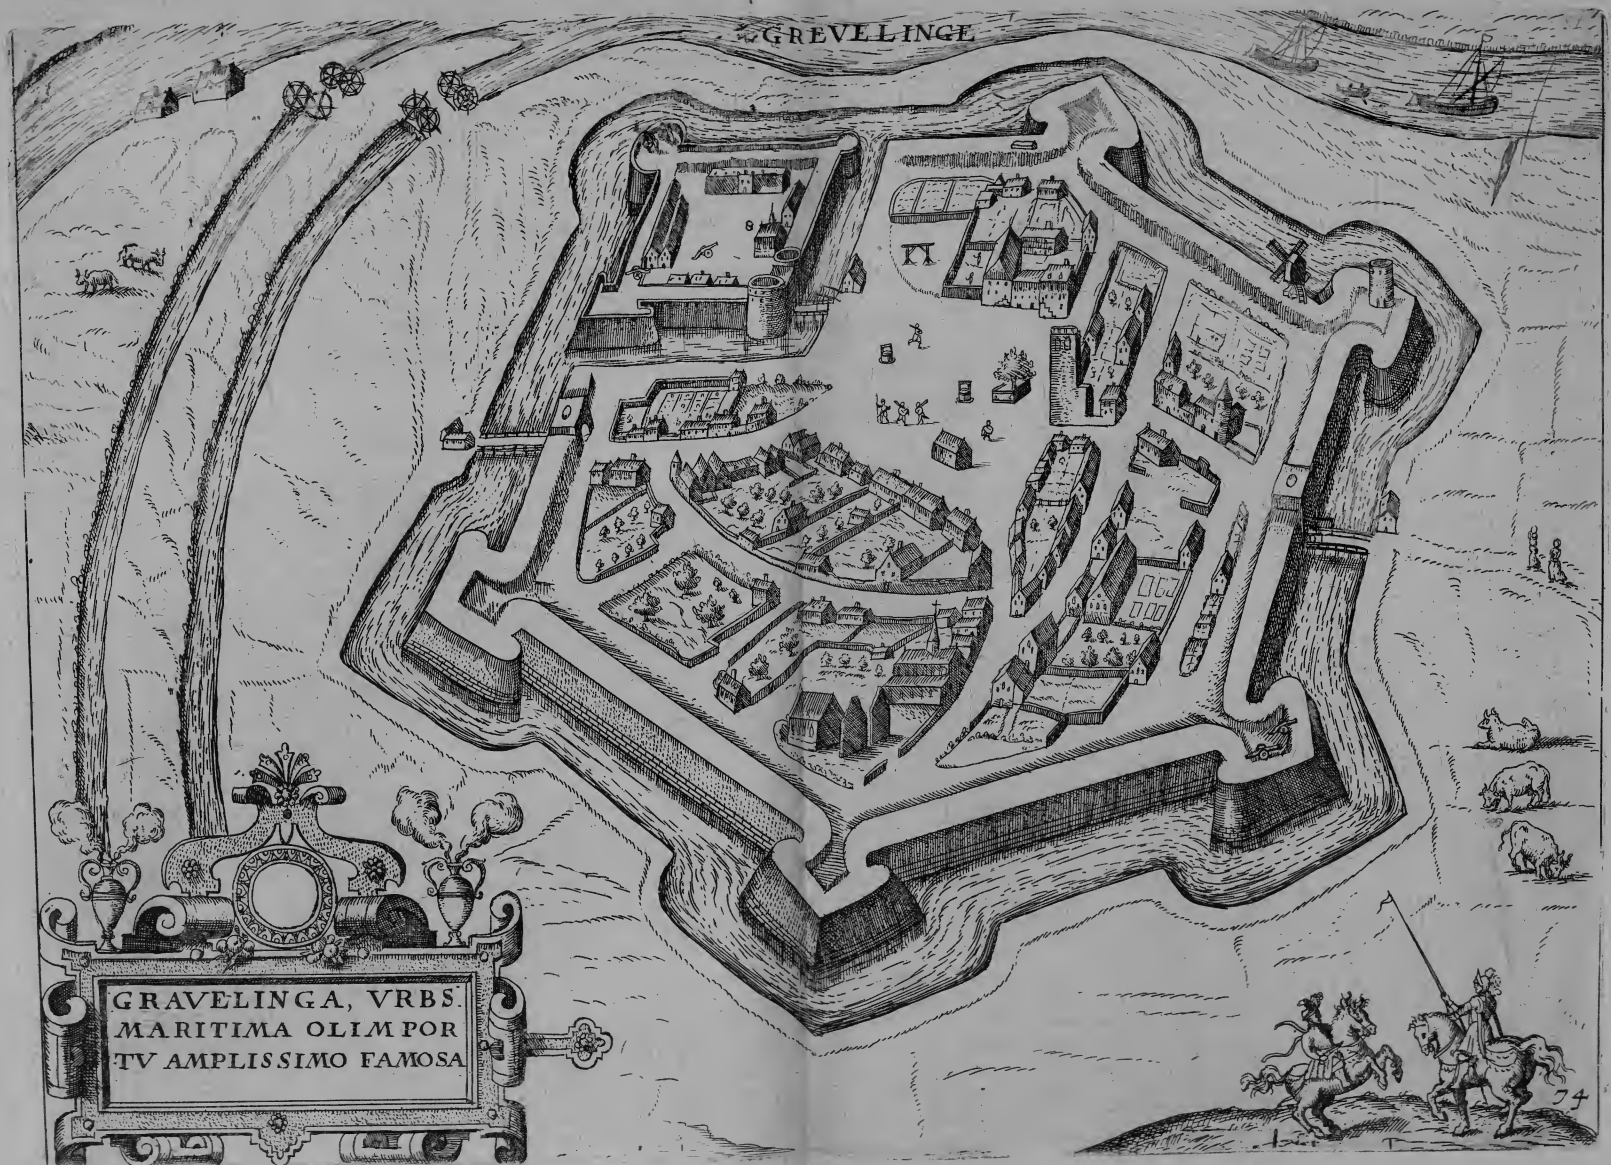 GREVELINGE
GRAVELINGA, VRBS.
MARITIMA OLIM POR
TV AMPLISSIMO FAMOSA
74